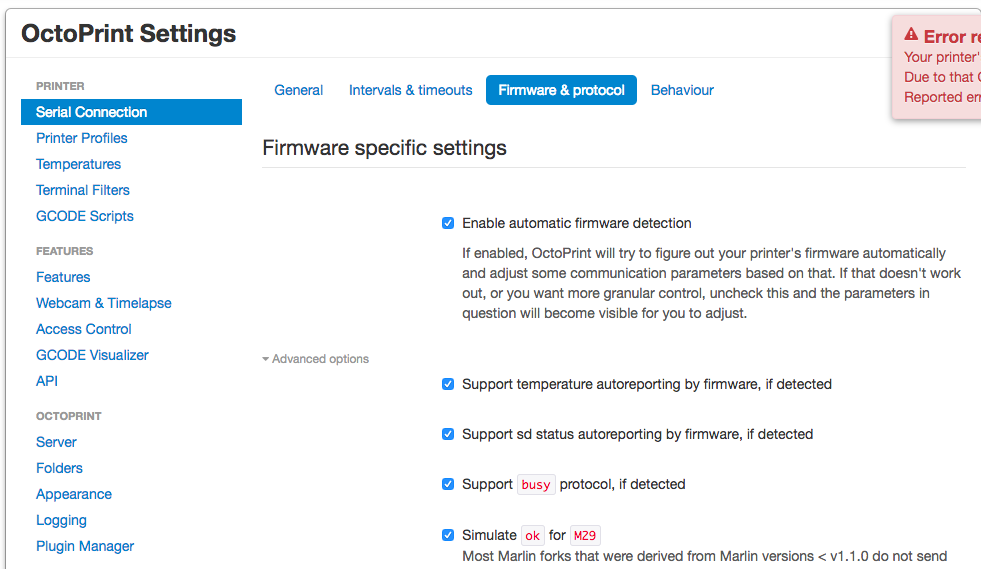 OctoPrint Settings
Error
Your printer'
Due to that
Reported
PRINTER
Serial Connection
Printer Profiles
Temperatures
Terminal Filters
GCODE Scripts
FEATURES
Features
Webcam & Timelapse
Access Control
GCODE Visualizer
API
OCTOPRINT
Server
Folders
Appearance
Logging
Plugin Manager
General
Intervals & timeouts
Firmware & protocol
Behaviour
Firmware specific settings
Enable automatic firmware detection
If enabled, OctoPrint will try to figure out your printer's firmware automatically
and adjust some communication parameters based on that. If that doesn't work
out, or you want more granular control, uncheck this and the parameters in
question will become visible for you to adjust.
Advanced options
Support temperature autoreporting by firmware, if detected
Support sd status autoreporting by firmware, if detected
Support busy protocol, if detected
Simulate ok for M29
Most Marlin forks that were derived from Marlin versions < v1.1.0 do not send